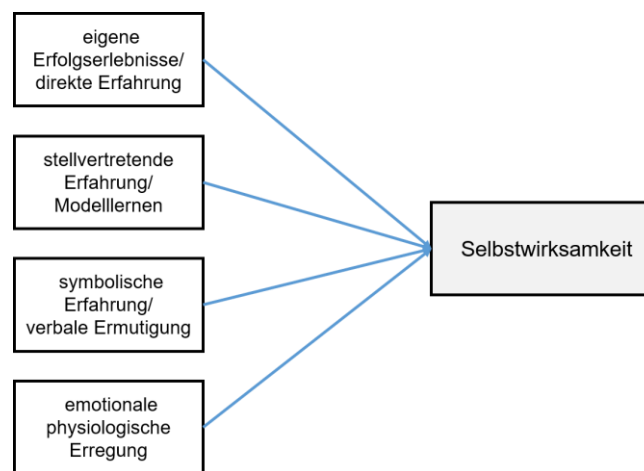 eigene
Erfolgserlebnisse/
direkte Erfahrung
stellvertretende
Erfahrung/
Modelllernen
symbolische
Erfahrung/
verbale Ermutigung
emotionale
physiologische
Erregung
Selbstwirksamkeit